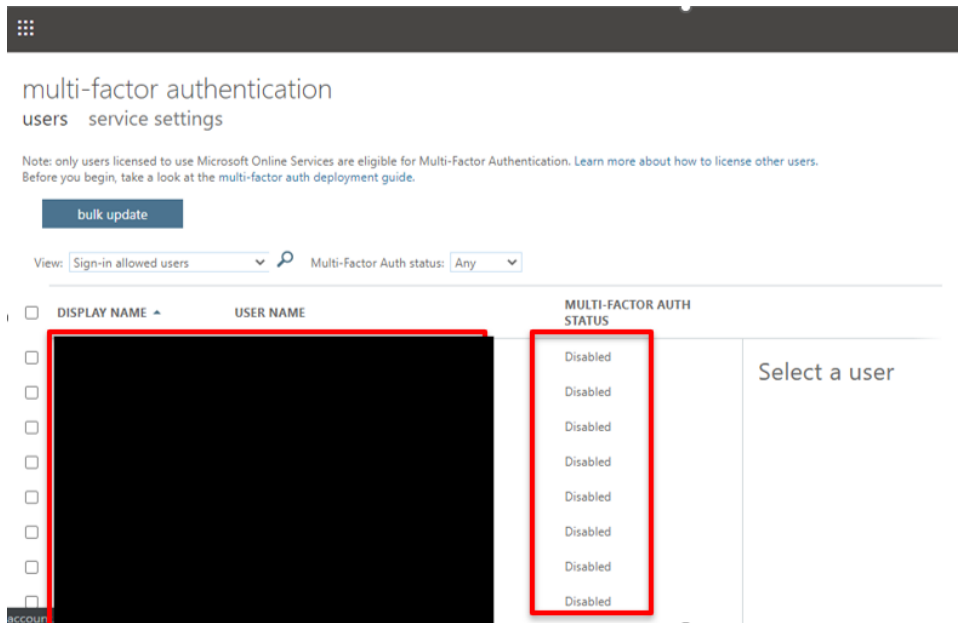 multi-factor authentication
users service settings
Note: only users licensed to use Microsoft Online Services are eligible for Multi-Factor Authentication. Learn more about how to license other users.
Before you begin, take a look at the multi-factor auth deployment guide.
bulk update
View: Sign-in allowed users Multi-Factor Auth status: Any
DISPLAY NAME USER NAME MULTI-FACTOR AUTH
STATUS
Disabled
Select a user
Disabled
Disabled
Disabled
Disabled
Disabled
Disabled
Disabled
accoun